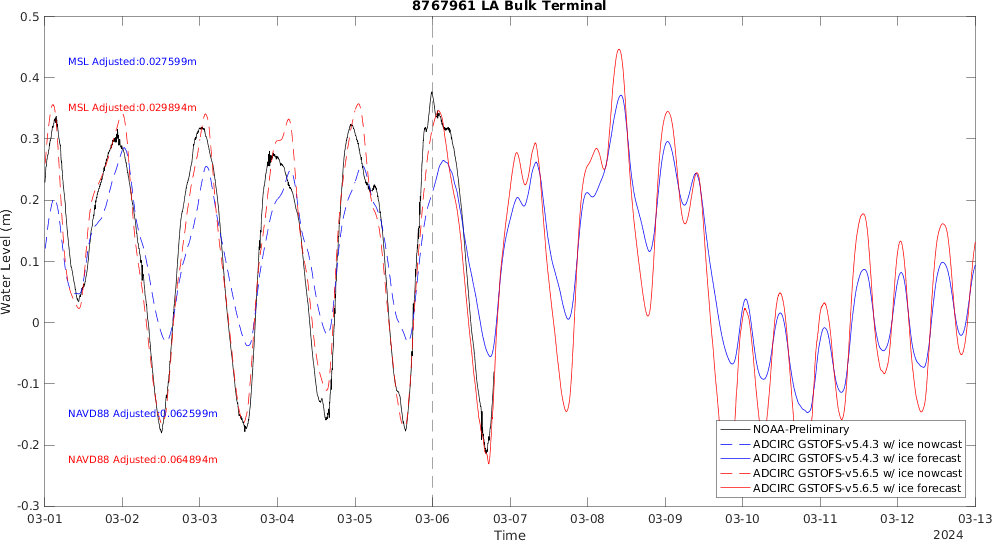 8767961 LA Bulk Terminal
0.5
0.4
0.3
0.2
0.1
0
-0.1
-0.2
-0.3
Water Level (m)
MSL Adjusted:0.027599m
MSL Adjusted:0.029894m
NAVD88 Adjusted:0.062599m
NAVD88 Adjusted:0.064894m
NOAA-Preliminary
ADCIRC GSTOFS-v5.4.3 w/ ice nowcast
ADCIRC GSTOFS-v5.4.3 w/ ice forecast
ADCIRC GSTOFS-v5.6.5 w/ ice nowcast
ADCIRC GSTOFS-v5.6.5 w/ ice forecast
03-01 03-02 03-03 03-04 03-05 03-06 03-07 03-08 03-09 03-10 03-11 03-12 03-13
Time
2024